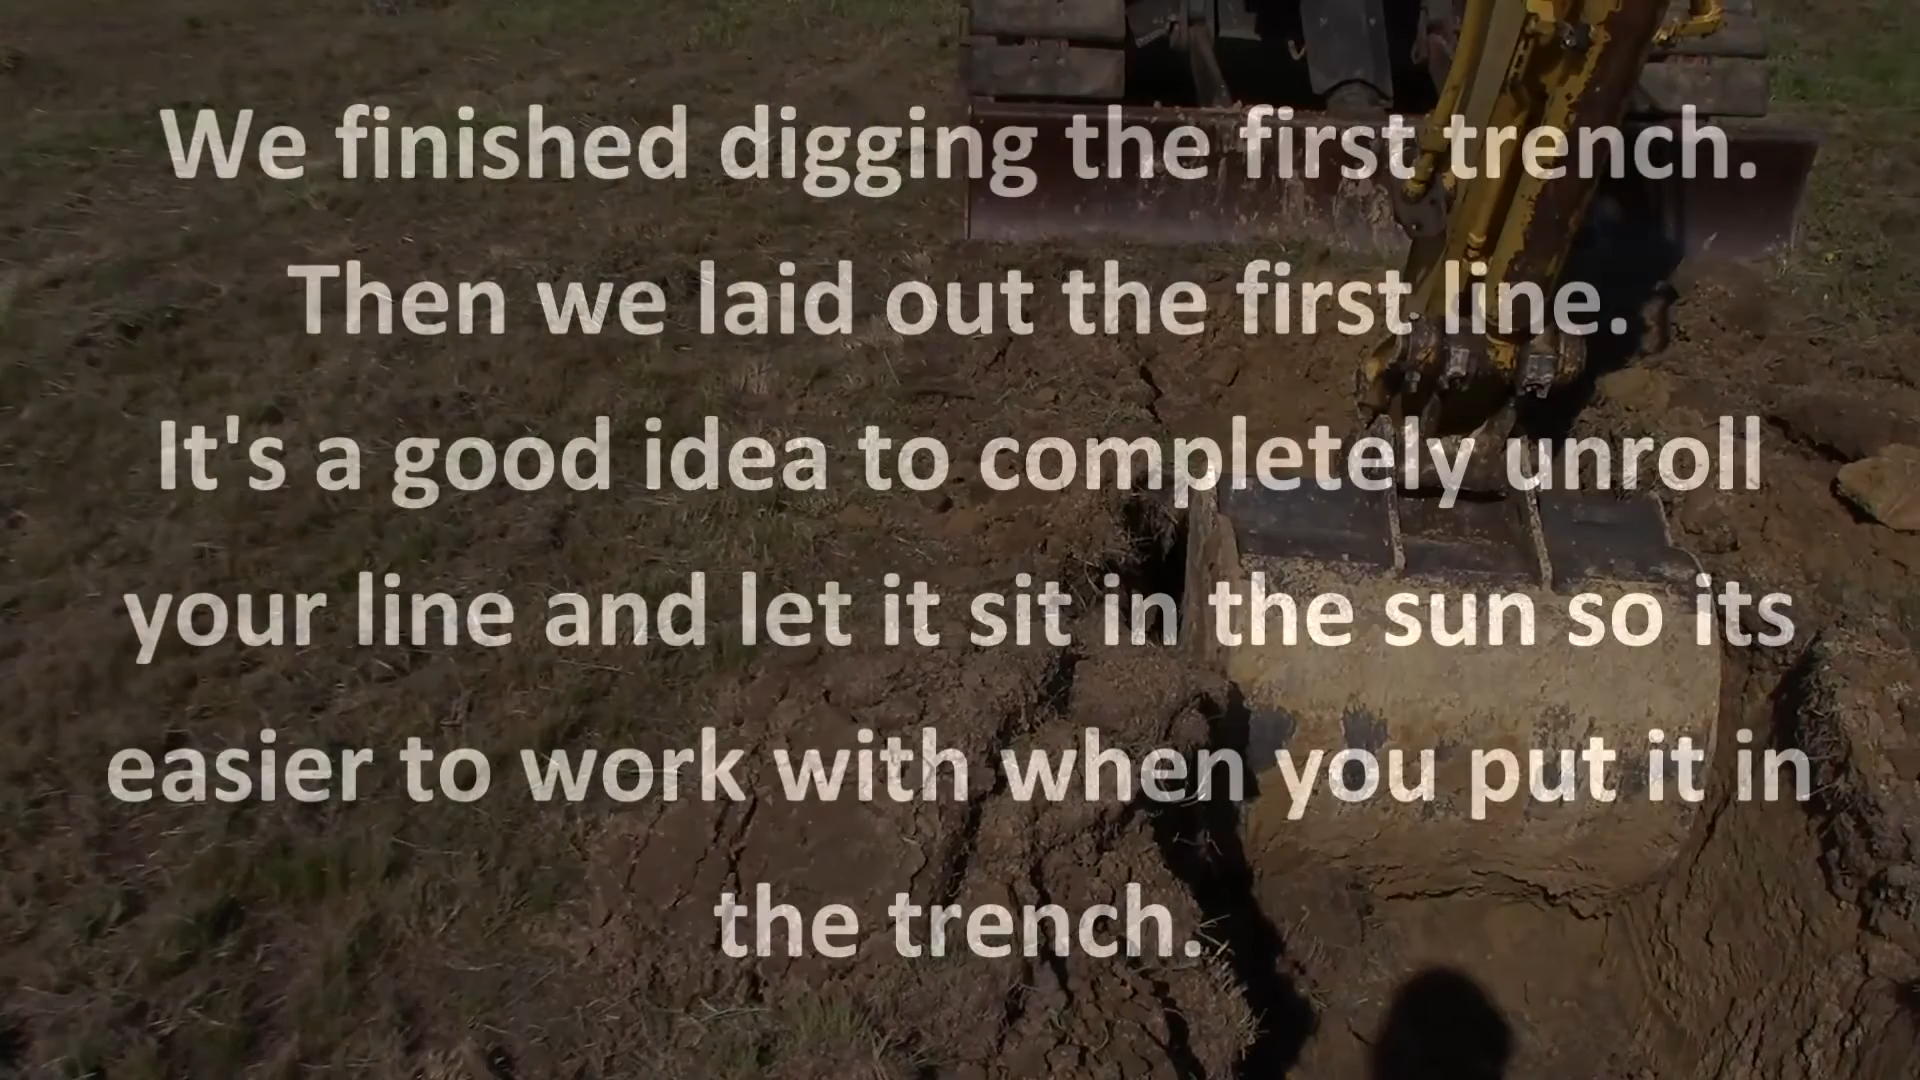 We finished digging the first trench.
Then we laid out the first line.
It's a good idea to completely unroll
your line and let it sit in the sun so its
easier to work with when you put it in
the trench.